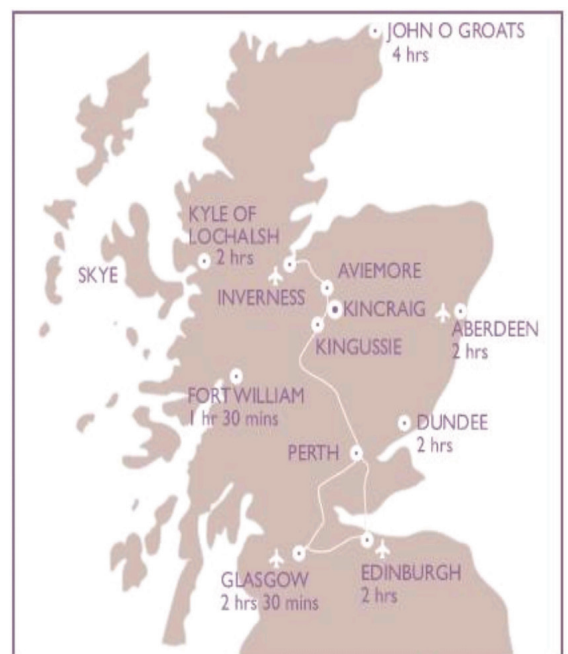 JOHN O GROATS
4 hrs
KYLE OF
LOCHALSH
2 hrs
SKYE
INVERNESS
AVIEMORE
KINCRAIG
KINGUSSIE
ABERDEEN
2 hrs
FORT WILLIAM
1 hr 30 mins
DUNDEE
2 hrs
PERTH
GLASGOW
2 hrs 30 mins
EDINBURGH
2 hrs